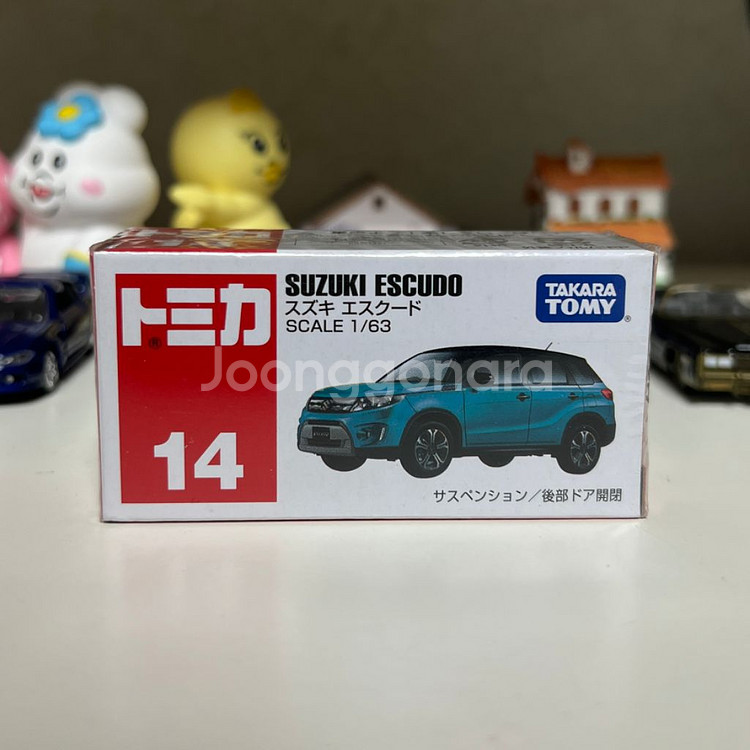 トミカ
®
14
SUZUKI ESCUDO
スズキ エスクード
SCALE 1/63
TAKARA
TOMY
®
Joonggonara
サスペンション/後部ドア開閉